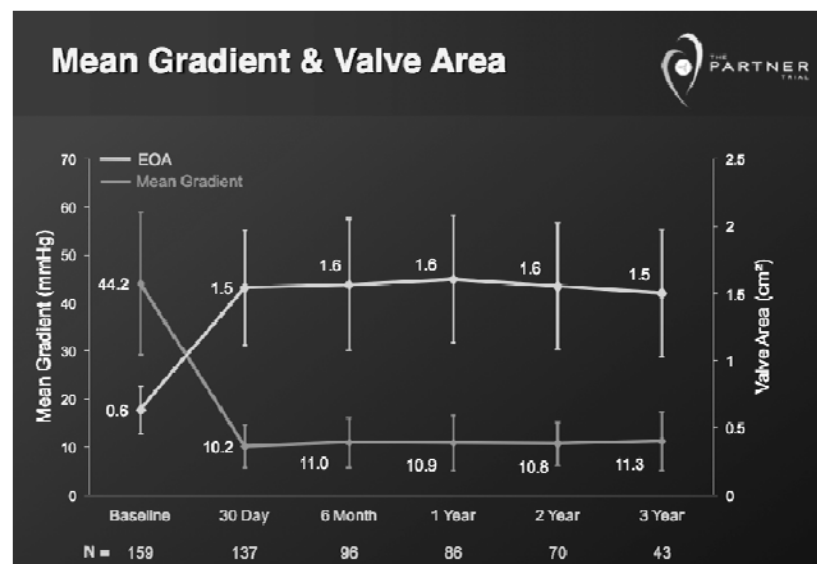 Mean Gradient & Valve Area
THE
PARTNER
TRIAL
EOA
Mean Gradient
Mean Gradient (mmHg)
70
60
50
40
30
20
10
0
44.2
0.6
1.5
10.2
1.6
11.0
1.6
10.9
1.6
10.8
1.5
11.3
2.5
2
1.5
1
0.5
0
Valve Area (cm²)
Baseline 30 Day 6 Month 1 Year 2 Year 3 Year
N = 159 137 96 86 70 43